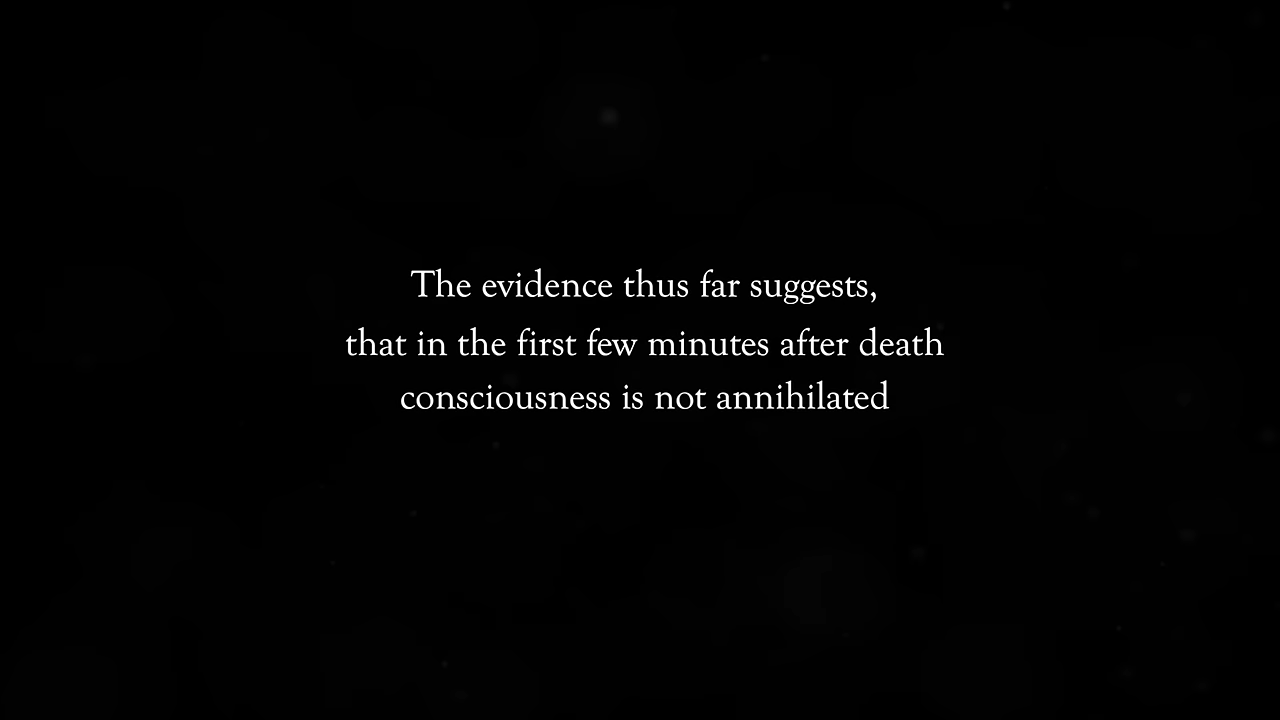 The evidence thus far suggests,
that in the first few minutes after death
consciousness is not annihilated